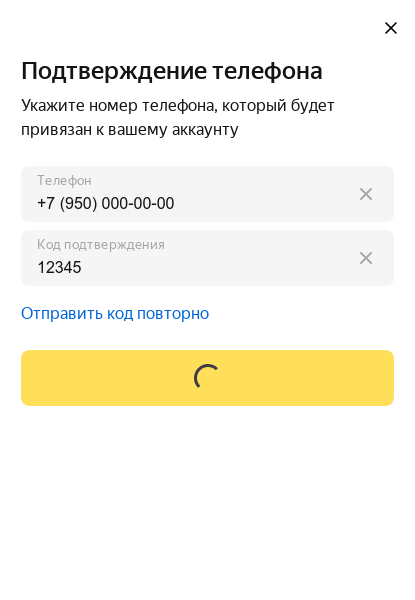 Подтверждение телефона
Укажите номер телефона, который будет
привязан к вашему аккаунту
Телефон
+7 (950) 000-00-00
Код подтверждения
12345
Отправить код повторно